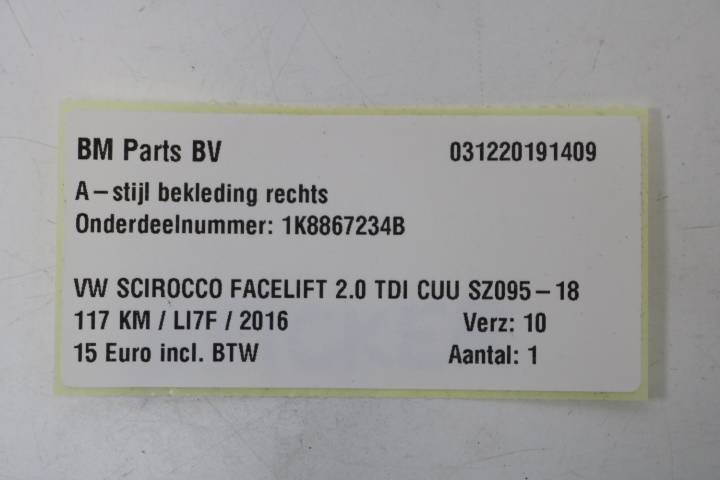 BM Parts BV 031220191409
A-stijl bekleding rechts
Onderdeelnummer: 1K8867234B
VW SCIROCCO FACELIFT 2.0 TDI CUU SZ095-18
117 KM / LI7F / 2016 Verz: 10
15 Euro incl. BTW Aantal: 1